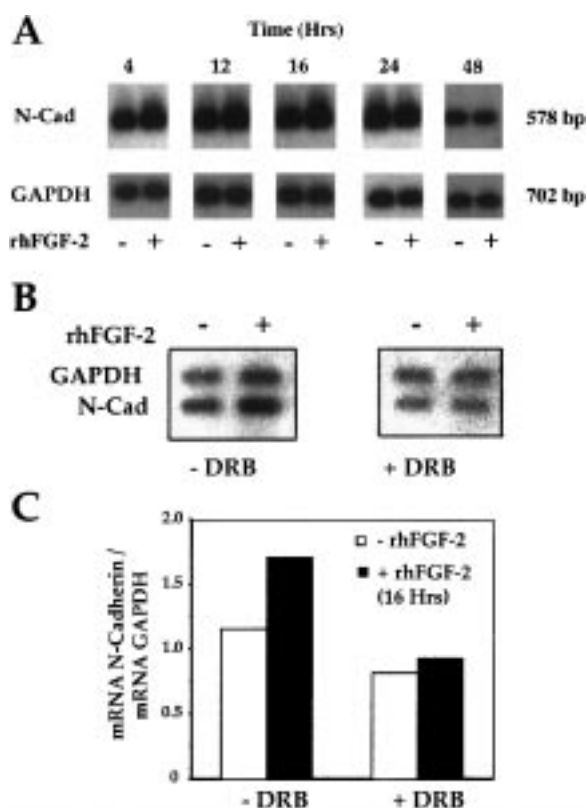 A
Time (Hrs)
4 12 16 24 48
N-Cad 578 bp
GAPDH 702 bp
rhFGF-2 - + - + - + - + - +
B
rhFGF-2 - + - +
GAPDH
N-Cad
- DRB + DRB
C
2.0
1.5
1.0
0.5
0
mRNA N-Cadherin /
mRNA GAPDH
- rhFGF-2
+ rhFGF-2
(16 Hrs)
- DRB + DRB